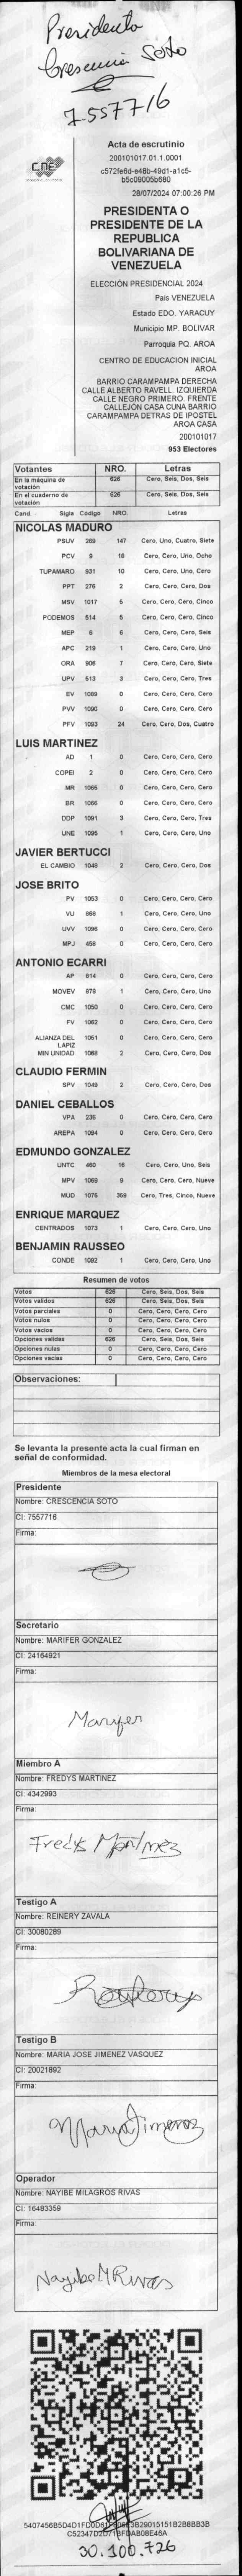 Presidenta
Crescencia Soto
7.557716
CNE
Acta de escrutinio
200101017.01.1.0001
c572fe6d-e48b-49d1-a1c5-
b5c09005b680
28/07/2024 07:00:26 PM
PRESIDENTA O
PRESIDENTE DE LA
REPUBLICA
BOLIVARIANA DE
VENEZUELA
ELECCIÓN PRESIDENCIAL 2024
Pais VENEZUELA
Estado EDO. YARACUY
Municipio MP. BOLIVAR
Parroquia PQ. AROA
CENTRO DE EDUCACION INICIAL
AROA
BARRIO CARAMPAMPA DERECHA
CALLE ALBERTO RAVELL. IZQUIERDA
CALLE NEGRO PRIMERO. FRENTE
CALLEJÓN CASA CUNA BARRIO
CARAMPAMPA DETRAS DE IPOSTEL
AROA CASA
200101017
953 Electores
Votantes NRO. Letras
En la máquina de votación 626 Cero, Seis, Dos, Seis
En el cuaderno de votación 626 Cero, Seis, Dos, Seis
Cand. Sigla Código NRO. Letras
NICOLAS MADURO
PSUV 269 147 Cero, Uno, Cuatro, Siete
PCV 9 18 Cero, Cero, Uno, Ocho
TUPAMARO 931 10 Cero, Cero, Uno, Cero
PPT 276 2 Cero, Cero, Cero, Dos
MSV 1017 5 Cero, Cero, Cero, Cinco
PODEMOS 514 5 Cero, Cero, Cero, Cinco
MEP 6 6 Cero, Cero, Cero, Seis
APC 219 1 Cero, Cero, Cero, Uno
ORA 906 7 Cero, Cero, Cero, Siete
UPV 513 3 Cero, Cero, Cero, Tres
EV 1089 0 Cero, Cero, Cero, Cero
PVV 1090 0 Cero, Cero, Cero, Cero
PFV 1093 24 Cero, Cero, Dos, Cuatro
LUIS MARTINEZ
AD 1 0 Cero, Cero, Cero, Cero
COPEI 2 0 Cero, Cero, Cero, Cero
MR 1065 0 Cero, Cero, Cero, Cero
BR 1066 0 Cero, Cero, Cero, Cero
DDP 1091 3 Cero, Cero, Cero, Tres
UNE 1095 1 Cero, Cero, Cero, Uno
JAVIER BERTUCCI
EL CAMBIO 1048 2 Cero, Cero, Cero, Dos
JOSE BRITO
PV 1053 0 Cero, Cero, Cero, Cero
VU 968 1 Cero, Cero, Cero, Uno
UVV 1096 0 Cero, Cero, Cero, Cero
MPJ 458 0 Cero, Cero, Cero, Cero
ANTONIO ECARRI
AP 814 0 Cero, Cero, Cero, Cero
MOVEV 979 1 Cero, Cero, Cero, Uno
CMC 1050 0 Cero, Cero, Cero, Cero
FV 1062 0 Cero, Cero, Cero, Cero
ALIANZA DEL LAPIZ 1051 0 Cero, Cero, Cero, Cero
MIN UNIDAD 1068 2 Cero, Cero, Cero, Dos
CLAUDIO FERMIN
SPV 1049 2 Cero, Cero, Cero, Dos
DANIEL CEBALLOS
VPA 236 0 Cero, Cero, Cero, Cero
AREPA 1094 0 Cero, Cero, Cero, Cero
EDMUNDO GONZALEZ
UNTC 460 16 Cero, Cero, Uno, Seis
MPV 1069 9 Cero, Cero, Cero, Nueve
MUD 1076 359 Cero, Tres, Cinco, Nueve
ENRIQUE MARQUEZ
CENTRADOS 1073 1 Cero, Cero, Cero, Uno
BENJAMIN RAUSSEO
CONDE 1092 1 Cero, Cero, Cero, Uno
Resumen de votos
Votos 626 Cero, Seis, Dos, Seis
Votos validos 626 Cero, Seis, Dos, Seis
Votos parciales 0 Cero, Cero, Cero, Cero
Votos nulos 0 Cero, Cero, Cero, Cero
Votos vacios 0 Cero, Cero, Cero, Cero
Opciones validas 626 Cero, Seis, Dos, Seis
Opciones nulas 0 Cero, Cero, Cero, Cero
Opciones vacias 0 Cero, Cero, Cero, Cero
Observaciones:
Se levanta la presente acta la cual firman en
señal de conformidad.
Miembros de la mesa electoral
Presidente
Nombre: CRESCENCIA SOTO
CI: 7557716
Firma:
Secretario
Nombre: MARIFER GONZALEZ
CI: 24164921
Firma:
Marifer
Miembro A
Nombre: FREDYS MARTINEZ
CI: 4342993
Firma:
Fredys Martinez
Testigo A
Nombre: REINERY ZAVALA
CI: 30080289
Firma:
Testigo B
Nombre: MARIA JOSE JIMENEZ VASQUEZ
CI: 20021892
Firma:
Maria Jimenez
Operador
Nombre: NAYIBE MILAGROS RIVAS
CI: 16483359
Firma:
Nayibe M Rivas
30.100.726